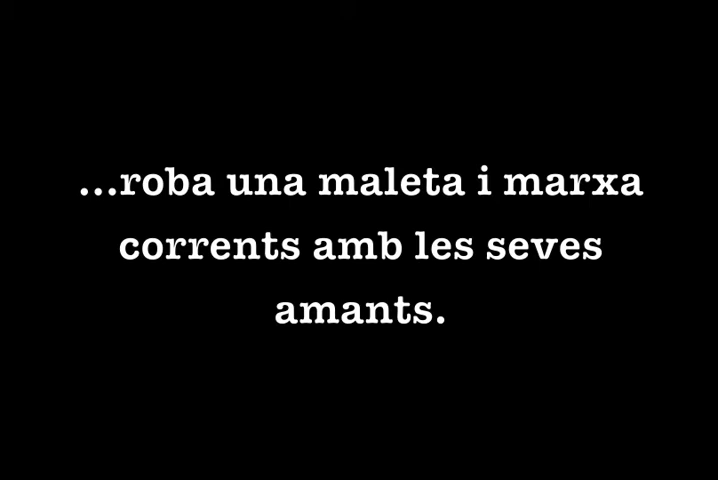 ...roba una maleta i marxa
corrents amb les seves
amants.